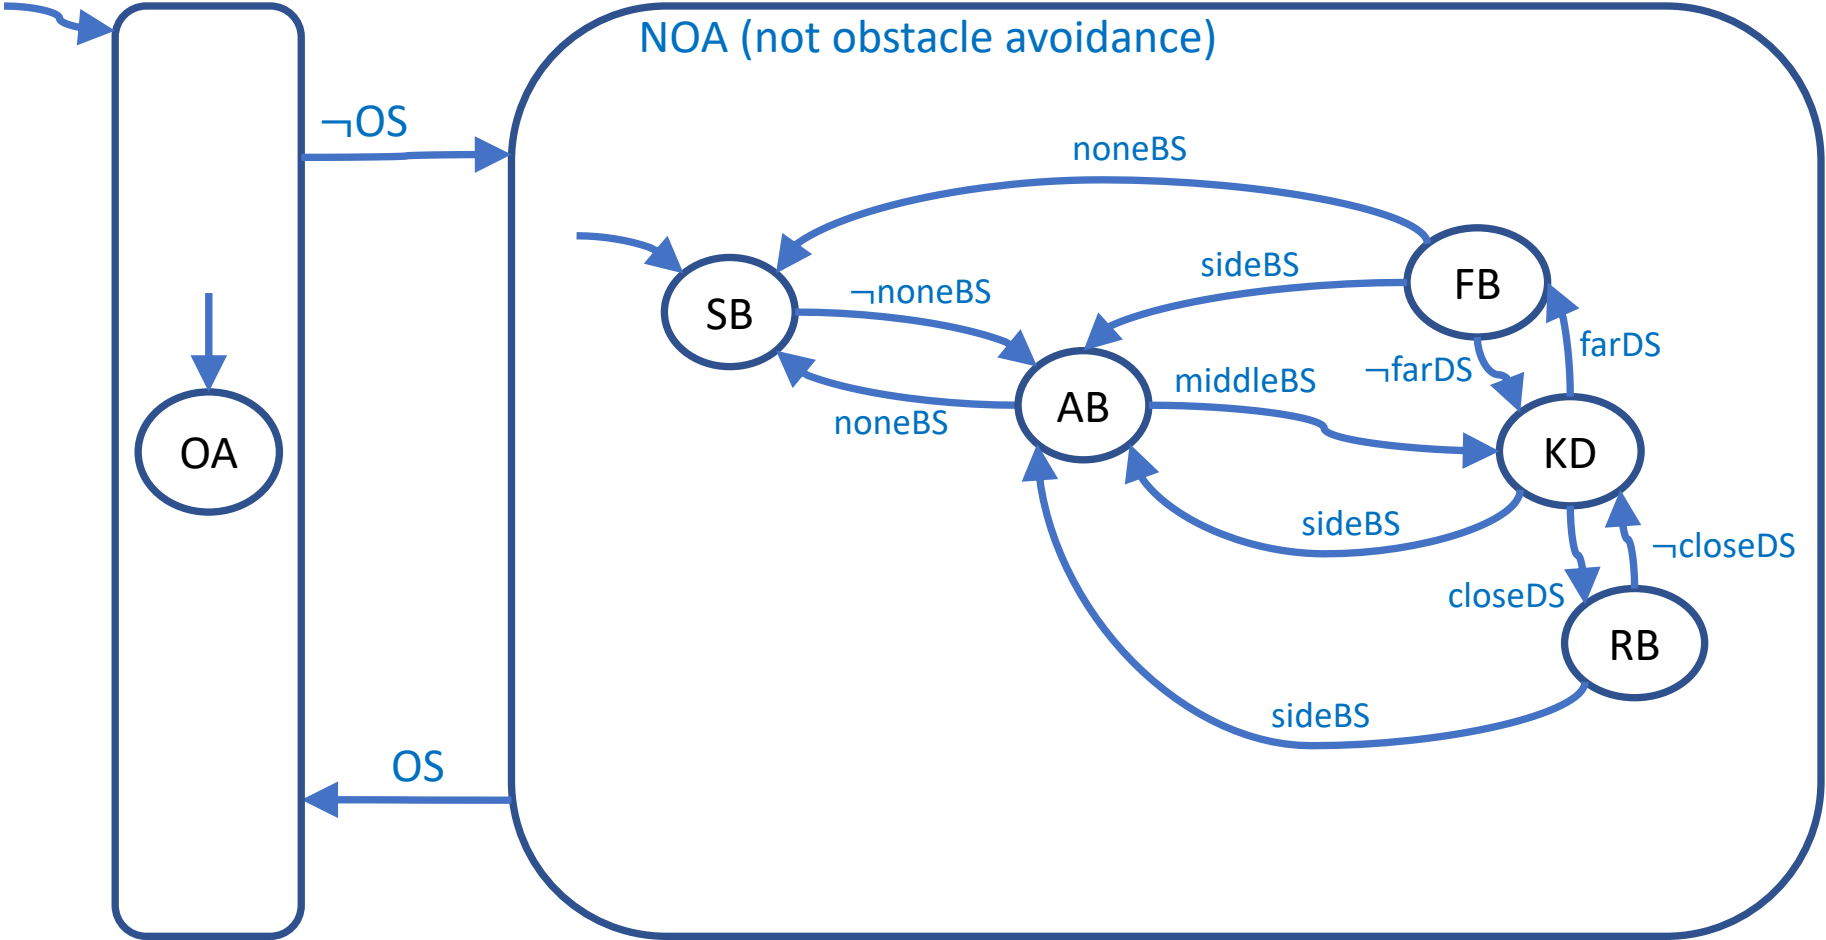 NOA (not obstacle avoidance)
¬OS
noneBS
sideBS
FB
SB
¬noneBS
farDS
¬farDS
middleBS
AB
noneBS
OA
KD
sideBS
¬closeDS
closeDS
RB
sideBS
OS